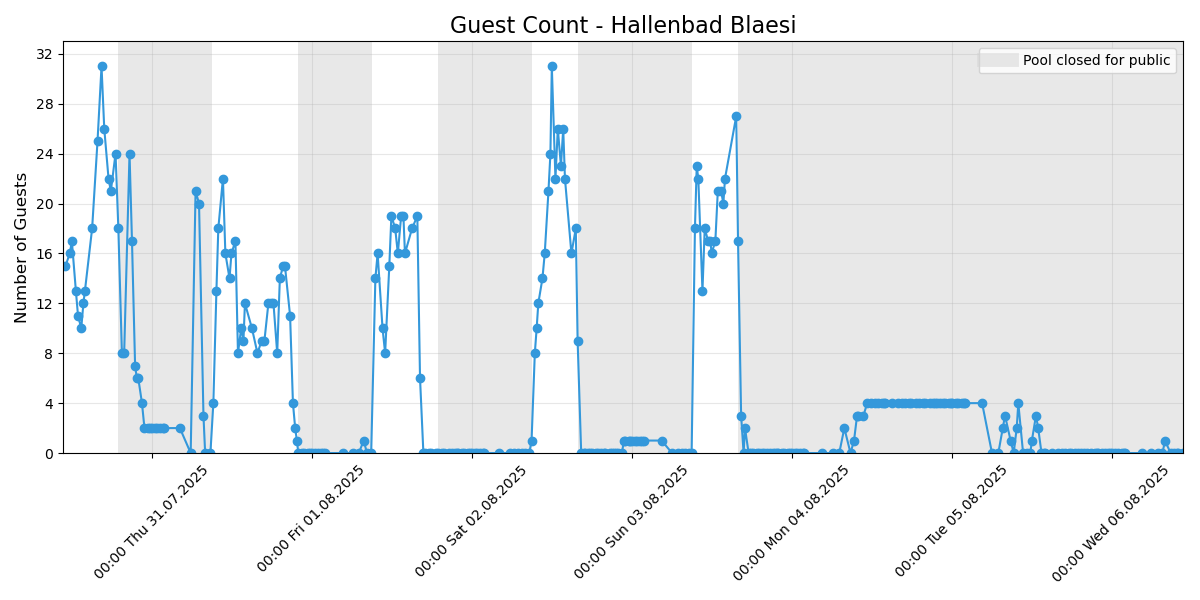 Guest Count - Hallenbad Blaesi
Pool closed for public
Number of Guests
32
28
24
20
16
12
8
4
0
00:00 Thu 31.07.2025
00:00 Fri 01.08.2025
00:00 Sat 02.08.2025
00:00 Sun 03.08.2025
00:00 Mon 04.08.2025
00:00 Tue 05.08.2025
00:00 Wed 06.08.2025